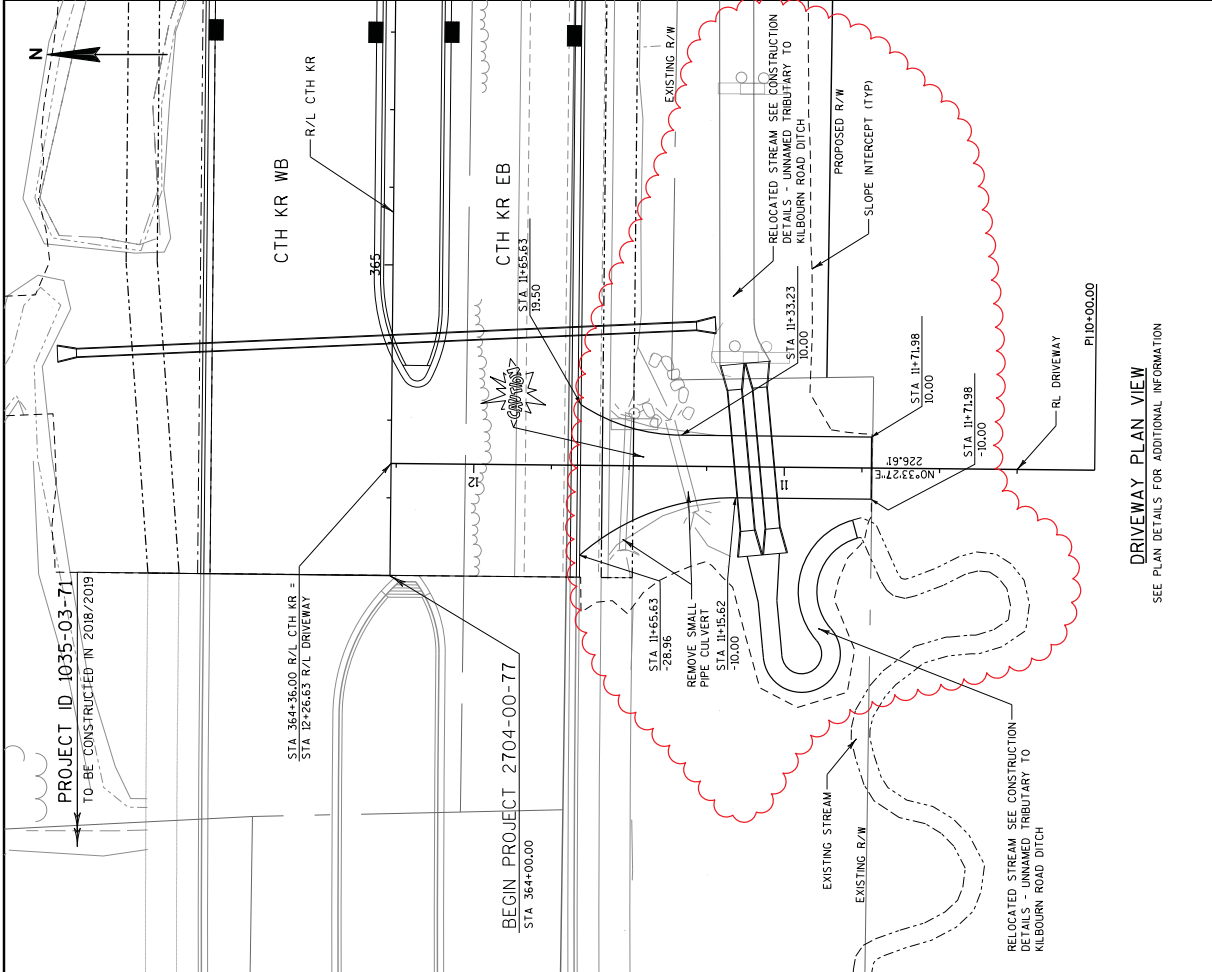 N
R/L CTH KR
CTH KR WB
365
CTH KR EB
EXISTING R/W
RELOCATED STREAM SEE CONSTRUCTION
DETAILS - UNNAMED TRIBUTARY TO
KILBOURN ROAD DITCH
PROPOSED R/W
SLOPE INTERCEPT (TYP)
STA 11+65.63
19.50
STA 11+33.23
10.00
CAUTION
STA 11+71.98
10.00
STA 11+71.98
-10.00
RL DRIVEWAY
PI 10+00.00
12
11
N0°33'27"E
226.61'
PROJECT ID 1035-03-71
TO BE CONSTRUCTED IN 2018/2019
STA 364+36.00 R/L CTH KR =
STA 12+26.63 R/L DRIVEWAY
BEGIN PROJECT 2704-00-77
STA 364+00.00
STA 11+65.63
-28.96
REMOVE SMALL
PIPE CULVERT
STA 11+15.62
-10.00
EXISTING STREAM
EXISTING R/W
RELOCATED STREAM SEE CONSTRUCTION
DETAILS - UNNAMED TRIBUTARY TO
KILBOURN ROAD DITCH
DRIVEWAY PLAN VIEW
SEE PLAN DETAILS FOR ADDITIONAL INFORMATION